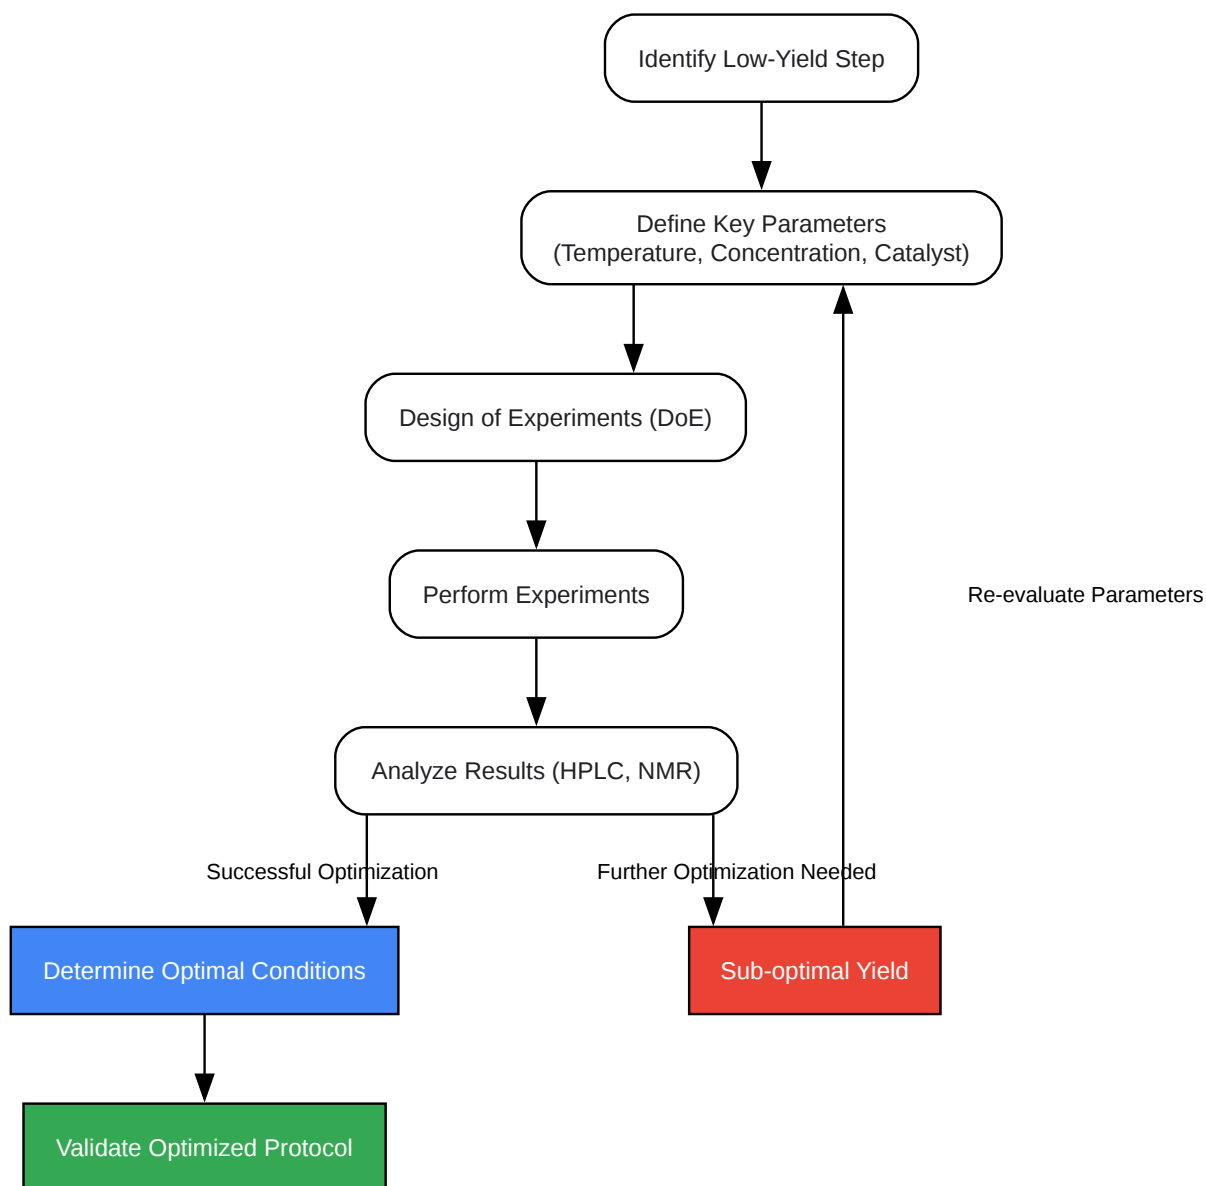 Identify Low-Yield Step
Define Key Parameters
(Temperature, Concentration, Catalyst)
Design of Experiments (DoE)
Perform Experiments
Re-evaluate Parameters
Analyze Results (HPLC, NMR)
Successful Optimization
Further Optimization Needed
Determine Optimal Conditions
Sub-optimal Yield
Validate Optimized Protocol